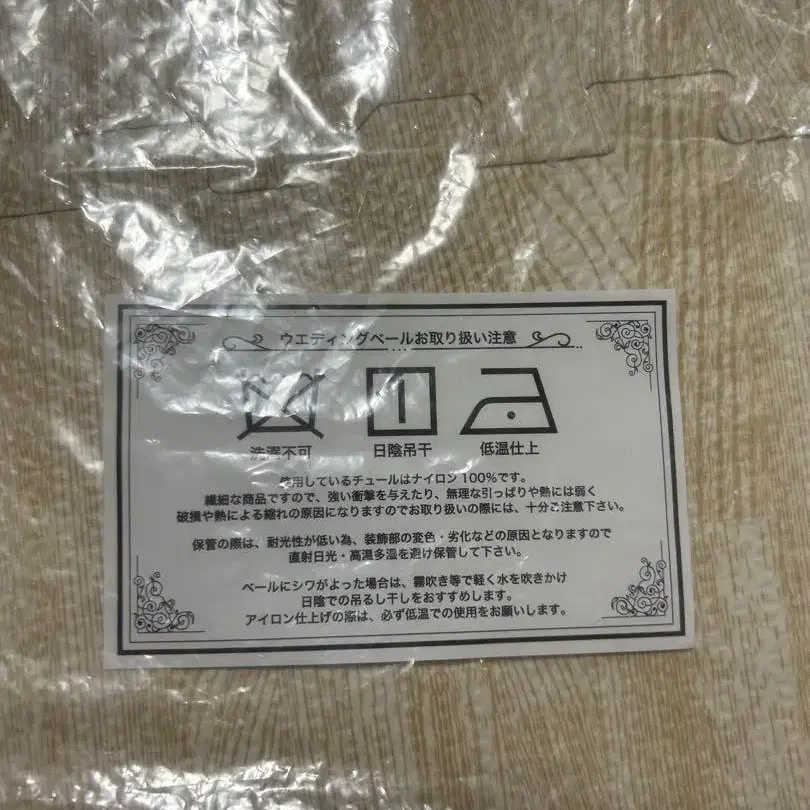 ウエディングベールお取り扱い注意
洗濯不可 日陰吊干 低温仕上
使用しているチュールはナイロン100%です。
繊細な商品ですので、強い衝撃を与えたり、無理な引っぱりや熱には弱く
破損や熱による縮れの原因になりますのでお取り扱いの際には、十分ご注意下さい。
保管の際は、耐光性が低い為、装飾部の変色・劣化などの原因となりますので
直射日光・高温多湿を避け保管して下さい。
ベールにシワがよった場合は、霧吹き等で軽く水を吹きかけ
日陰での吊るし干しをおすすめします。
アイロン仕上げの際は、必ず低温での使用をお願いします。